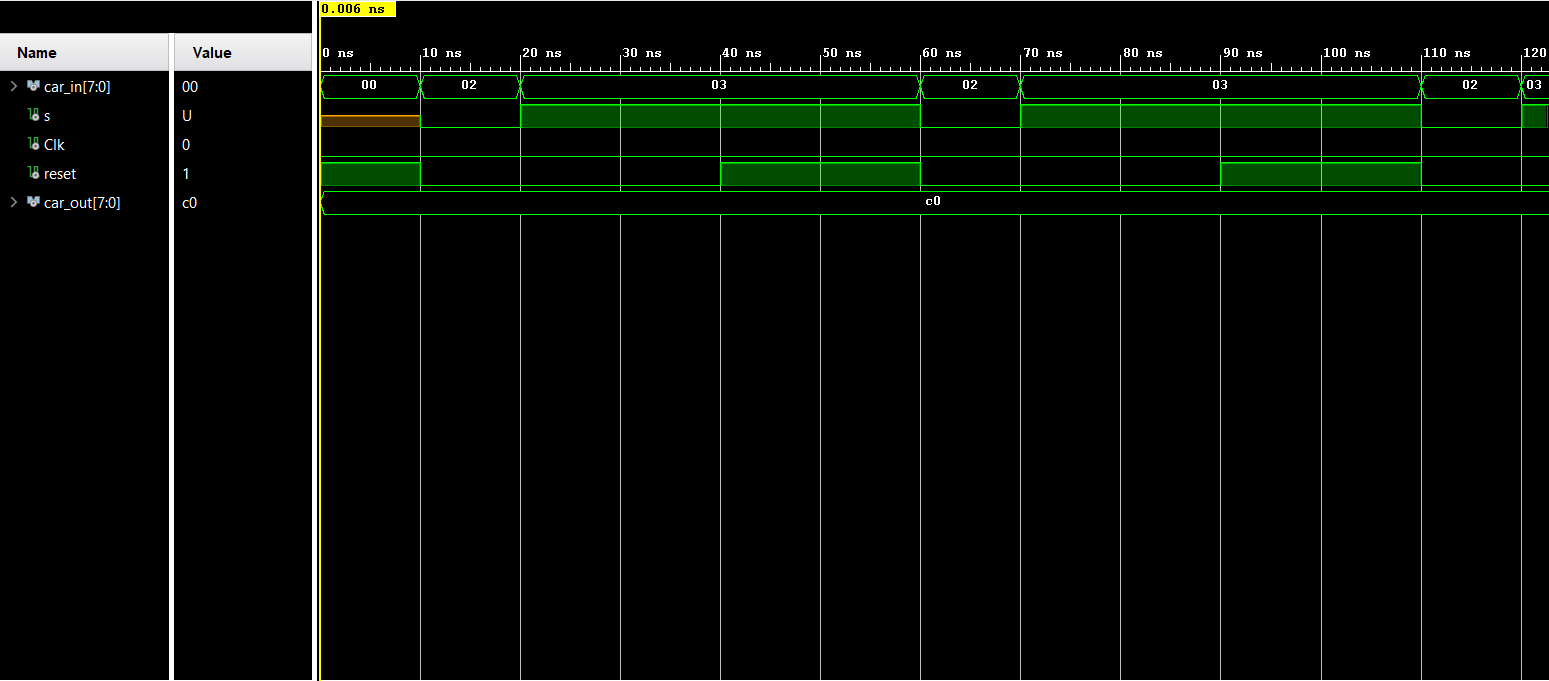 0.006 ns
Name Value
0 ns 10 ns 20 ns 30 ns 40 ns 50 ns 60 ns 70 ns 80 ns 90 ns 100 ns 110 ns 120
car_in[7:0] 00 00 02 03 02 03 02 03
s U
Clk 0
reset 1
car_out[7:0] c0 c0